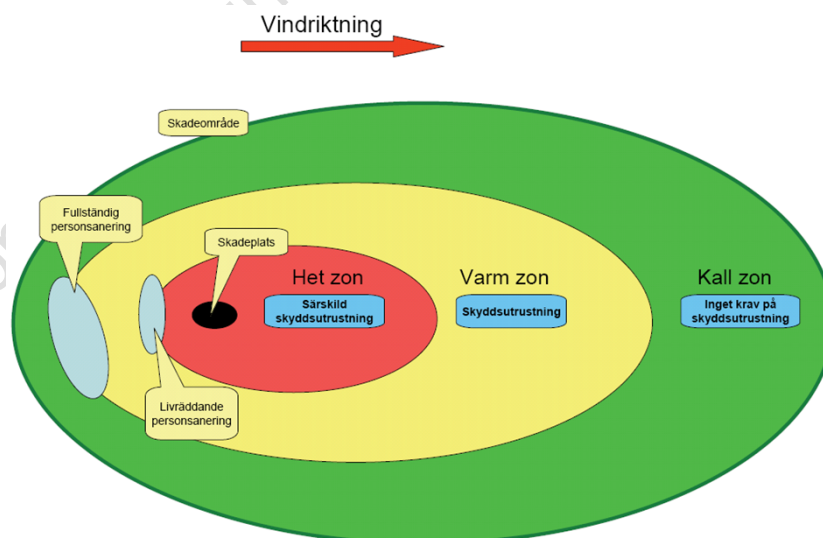 Vindriktning
Skadeområde
Fullständig
personsanering
Skadeplats
Het zon
Varm zon
Kall zon
Särskild
skyddsutrustning
Skyddsutrustning
Inget krav på
skyddsutrustning
Livräddande
personsanering